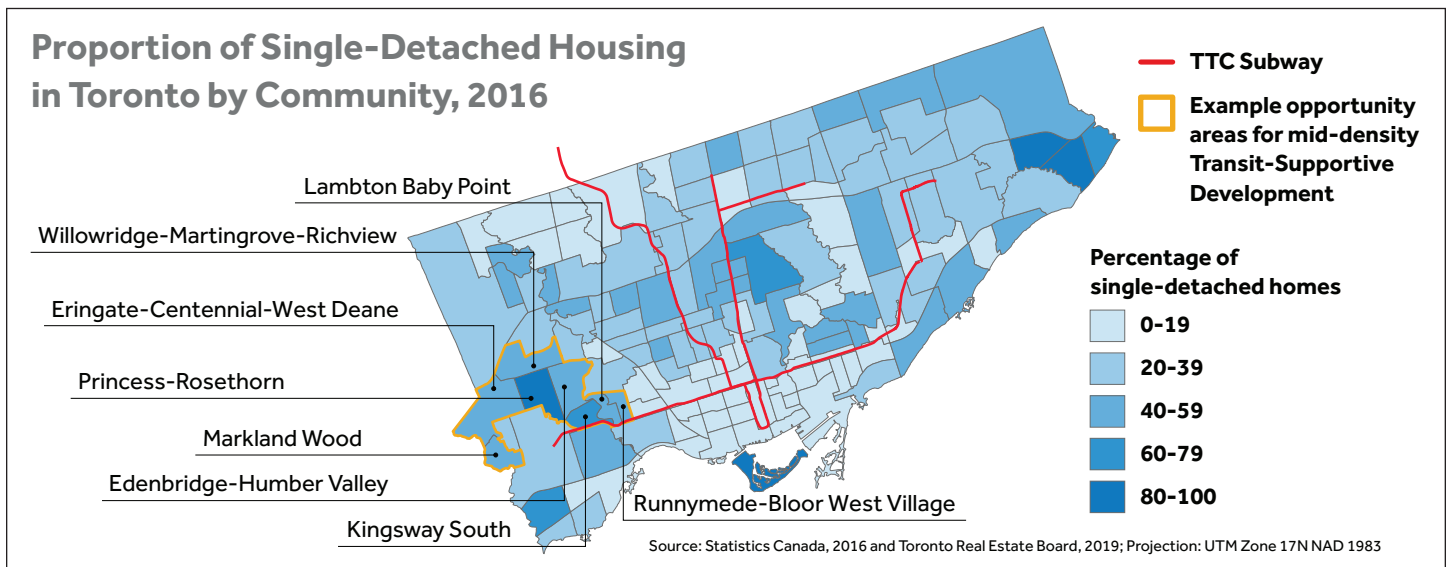 Proportion of Single-Detached Housing
in Toronto by Community, 2016
TTC Subway
Example opportunity
areas for mid-density
Transit-Supportive
Development
Lambton Baby Point
Willowridge-Martingrove-Richview
Eringate-Centennial-West Deane
Princess-Rosethorn
Markland Wood
Edenbridge-Humber Valley
Kingsway South
Runnymede-Bloor West Village
Percentage of
single-detached homes
0-19
20-39
40-59
60-79
80-100
Source: Statistics Canada, 2016 and Toronto Real Estate Board, 2019; Projection: UTM Zone 17N NAD 1983